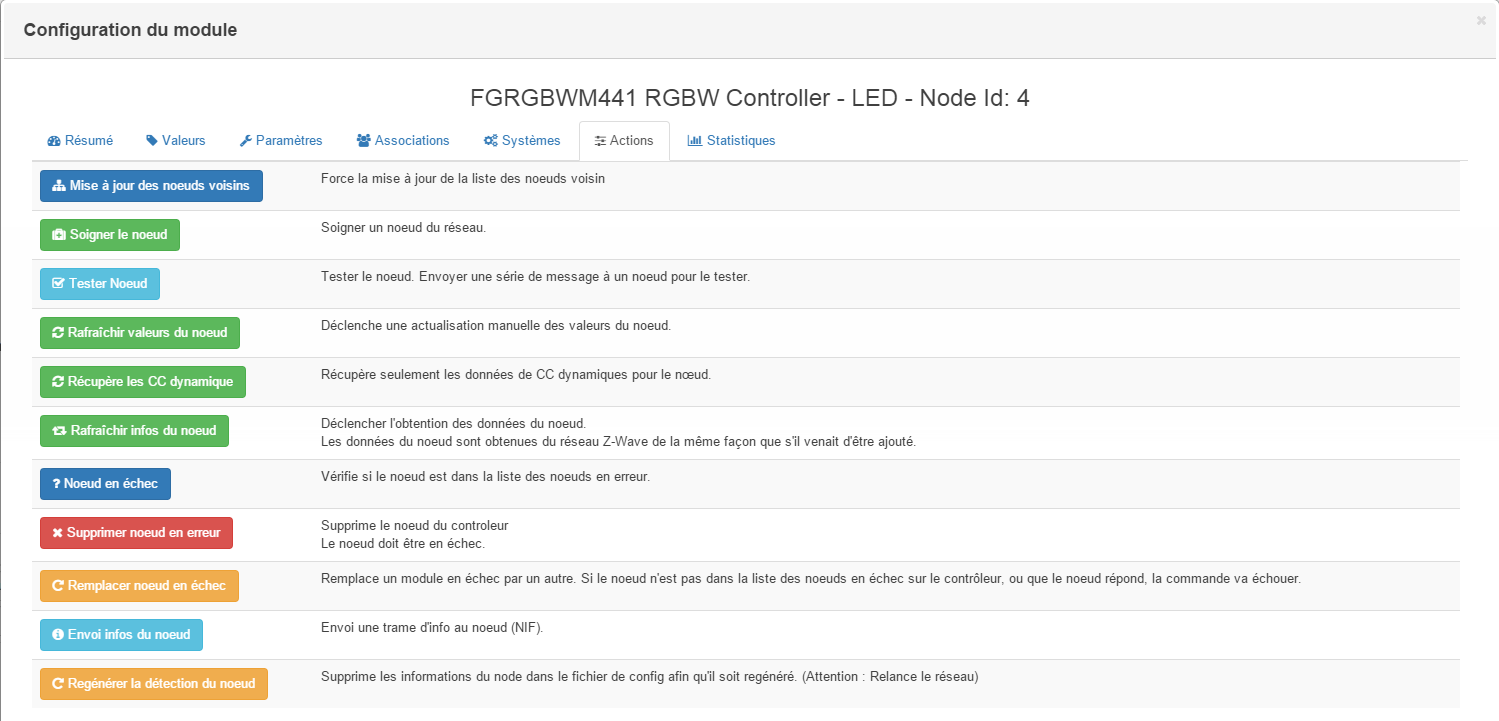 Configuration du module
×
FGRGBWM441 RGBW Controller - LED - Node Id: 4
Résumé Valeurs Paramètres Associations Systèmes Actions Statistiques
Mise à jour des noeuds voisins Force la mise à jour de la liste des noeuds voisin
Soigner le noeud Soigner un noeud du réseau.
Tester Noeud Tester le noeud. Envoyer une série de message à un noeud pour le tester.
Rafraîchir valeurs du noeud Déclenche une actualisation manuelle des valeurs du noeud.
Récupère les CC dynamique Récupère seulement les données de CC dynamiques pour le nœud.
Rafraîchir infos du noeud Déclencher l'obtention des données du noeud.
Les données du noeud sont obtenues du réseau Z-Wave de la même façon que s'il venait d'être ajouté.
? Noeud en échec Vérifie si le noeud est dans la liste des noeuds en erreur.
Supprimer noeud en erreur Supprime le noeud du controleur
Le noeud doit être en échec.
Remplacer noeud en échec Remplace un module en échec par un autre. Si le noeud n'est pas dans la liste des noeuds en échec sur le contrôleur, ou que le noeud répond, la commande va échouer.
Envoi infos du noeud Envoi une trame d'info au noeud (NIF).
Regénérer la détection du noeud Supprime les informations du node dans le fichier de config afin qu'il soit regénéré. (Attention : Relance le réseau)